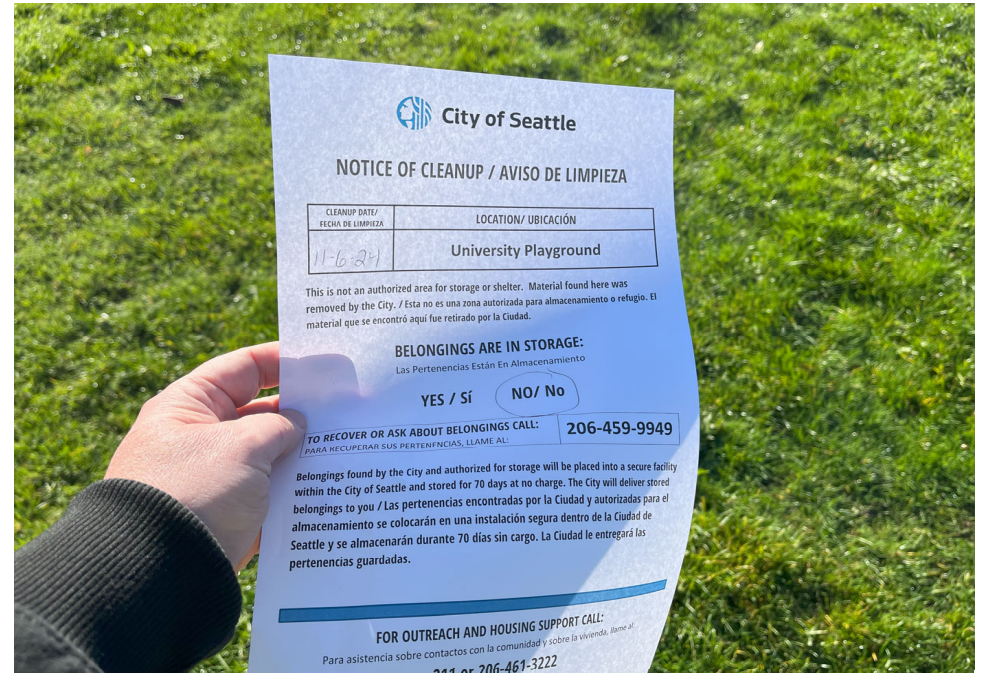 City of Seattle
NOTICE OF CLEANUP / AVISO DE LIMPIEZA
CLEANUP DATE/
FECHA DE LIMPIEZA
LOCATION/ UBICACIÓN
11-6-24
University Playground
This is not an authorized area for storage or shelter. Material found here was
removed by the City. / Esta no es una zona autorizada para almacenamiento o refugio. El
material que se encontró aquí fue retirado por la Ciudad.
BELONGINGS ARE IN STORAGE:
Las Pertenencias Están En Almacenamiento
YES / Sí NO/ No
TO RECOVER OR ASK ABOUT BELONGINGS CALL:
PARA RECUPERAR SUS PERTENENCIAS, LLAME AL:
206-459-9949
Belongings found by the City and authorized for storage will be placed into a secure facility
within the City of Seattle and stored for 70 days at no charge. The City will deliver stored
belongings to you / Las pertenencias encontradas por la Ciudad y autorizadas para el
almacenamiento se colocarán en una instalación segura dentro de la Ciudad de
Seattle y se almacenarán durante 70 días sin cargo. La Ciudad le entregará las
pertenencias guardadas.
FOR OUTREACH AND HOUSING SUPPORT CALL:
Para asistencia sobre contactos con la comunidad y sobre la vivienda, llame al:
211 or 206-461-3222